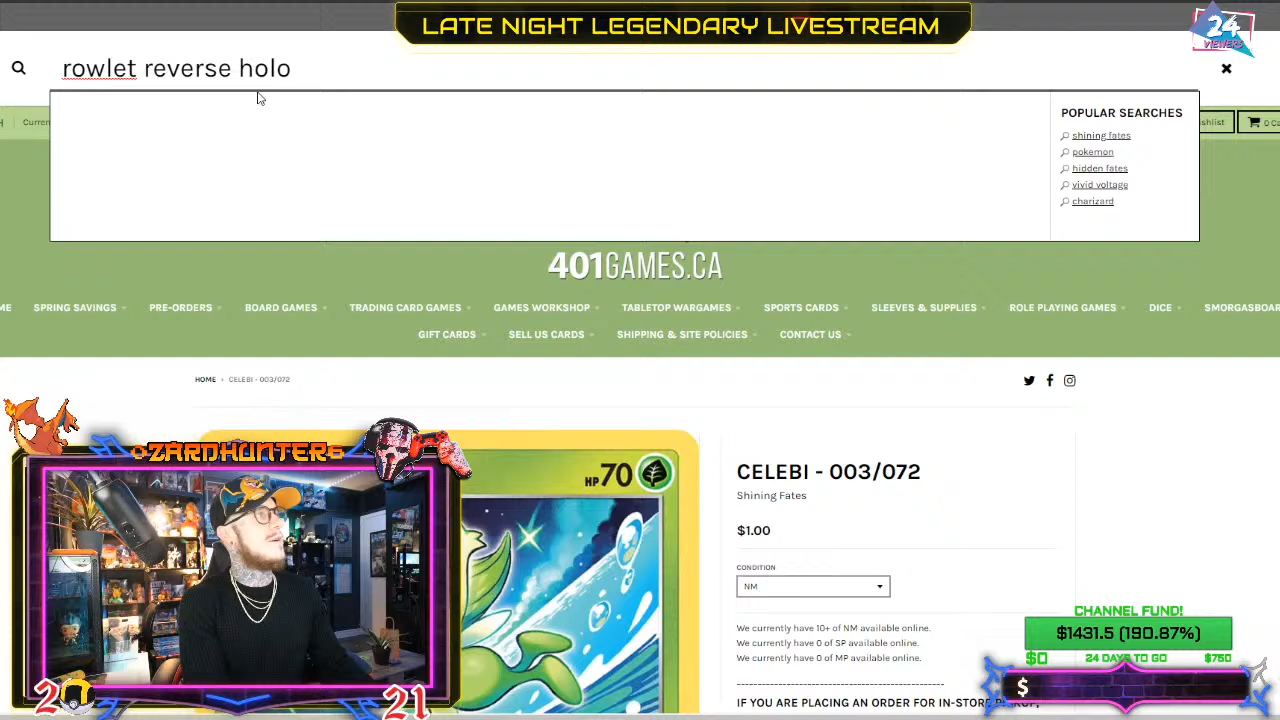 LATE NIGHT LEGENDARY LIVESTREAM
24
VIEWERS
rowlet reverse holo
POPULAR SEARCHES
shining fates
pokemon
hidden fates
vivid voltage
charizard
401GAMES.CA
SPRING SAVINGS PRE-ORDERS BOARD GAMES TRADING CARD GAMES GAMES WORKSHOP TABLETOP WARGAMES SPORTS CARDS SLEEVES & SUPPLIES ROLE PLAYING GAMES DICE
GIFT CARDS SELL US CARDS SHIPPING & SITE POLICIES CONTACT US
HOME › CELEBI - 003/072
HP 70
CELEBI - 003/072
Shining Fates
$1.00
CONDITION
NM
We currently have 10+ of NM available online.
We currently have 0 of SP available online.
We currently have 0 of MP available online.
IF YOU ARE PLACING AN ORDER FOR IN-STORE PICKUP,
ZARDHUNTER
2
21
CHANNEL FUND!
$1431.5 (190.87%)
$0 24 DAYS TO GO $750
$